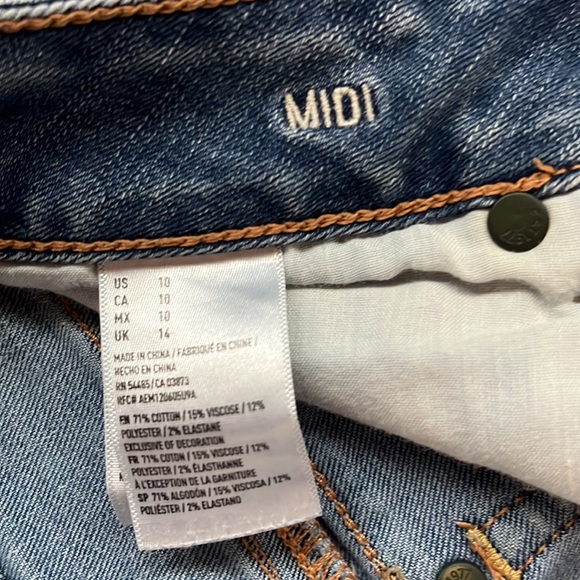 MIDI
US 10
CA 10
MX 10
UK 14
MADE IN CHINA / FABRIQUÉ EN CHINE /
HECHO EN CHINA
RN 54485/CA 03873
RFC# AEM120605U9A
EN 71% COTTON / 15% VISCOSE / 12%
POLYESTER / 2% ELASTANE
EXCLUSIVE OF DECORATION
FR 71% COTON / 15% VISCOSE / 12%
POLYESTER / 2% ÉLASTHANNE
À L'EXCEPTION DE LA GARNITURE
SP 71% ALGODÓN / 15% VISCOSA / 12%
POLIÉSTER / 2% ELASTANO